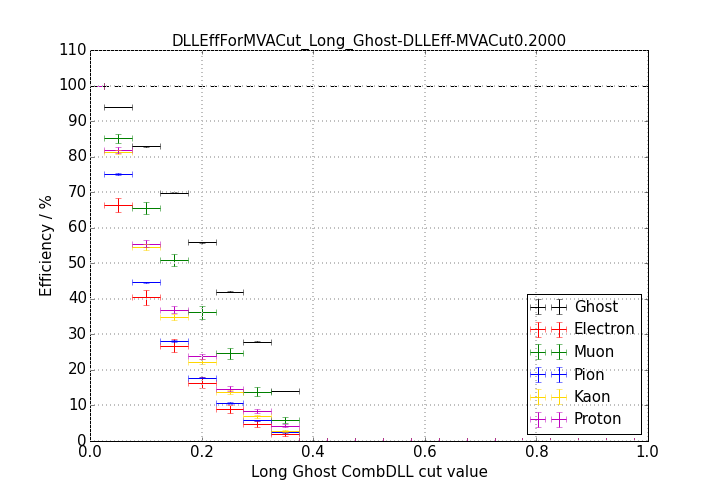 DLLEffForMVACut_Long_Ghost-DLLEff-MVACut0.2000
110
100
90
80
70
60
50
40
30
20
10
0
Efficiency / %
0.0 0.2 0.4 0.6 0.8 1.0
Long Ghost CombDLL cut value
Ghost
Electron
Muon
Pion
Kaon
Proton